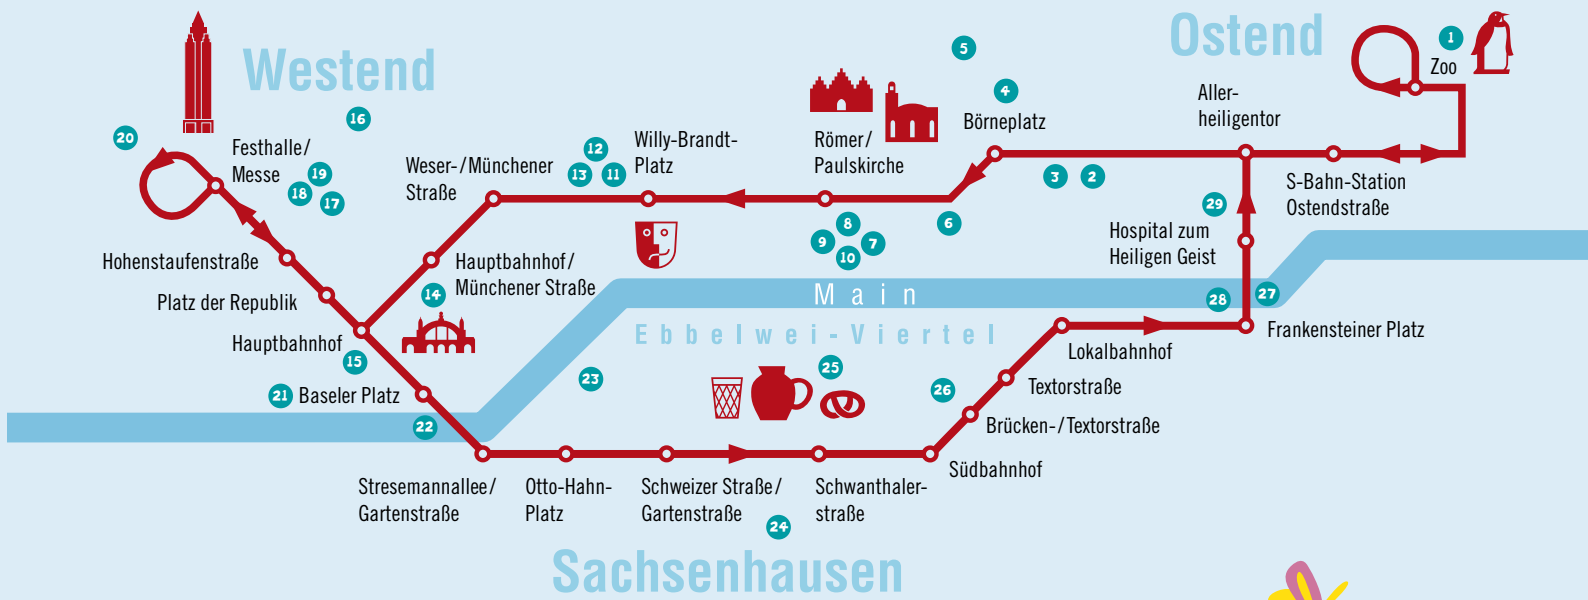 Westend
Ostend
1
Zoo
5
4
Börneplatz
Aller-
heiligentor
16
20
Festhalle/
Messe
19
18
17
Weser-/Münchener
Straße
12
13
11
Willy-Brandt-
Platz
Römer/
Paulskirche
3
2
S-Bahn-Station
Ostendstraße
6
8
9
7
10
29
Hospital zum
Heiligen Geist
Hohenstaufenstraße
Hauptbahnhof/
Münchener Straße
Platz der Republik
14
Main
28
27
Ebbelwei-Viertel
Frankensteiner Platz
Hauptbahnhof
15
Lokalbahnhof
23
25
26
Textorstraße
21
Baseler Platz
22
Brücken-/Textorstraße
Südbahnhof
Stresemannallee/
Gartenstraße
Otto-Hahn-
Platz
Schweizer Straße/
Gartenstraße
Schwanthaler-
straße
24
Sachsenhausen